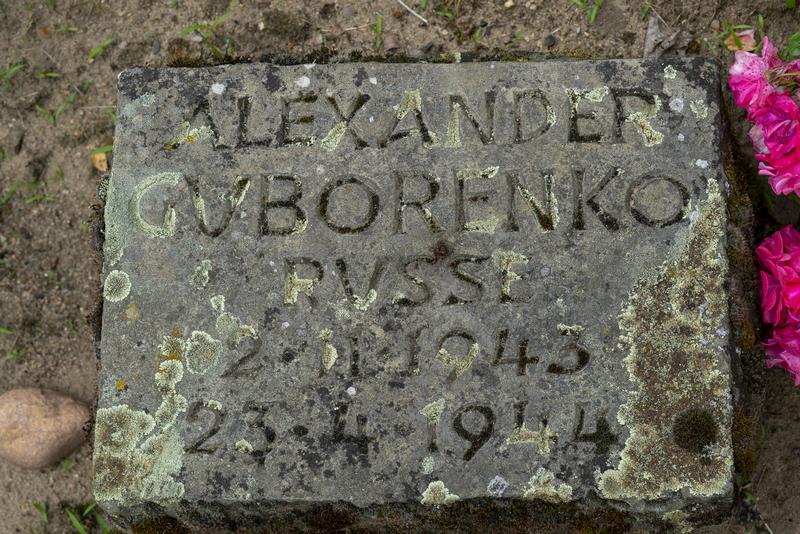 ALEXANDER
GVBORENKO
RVSSE
2·11·1943
23·4·1944